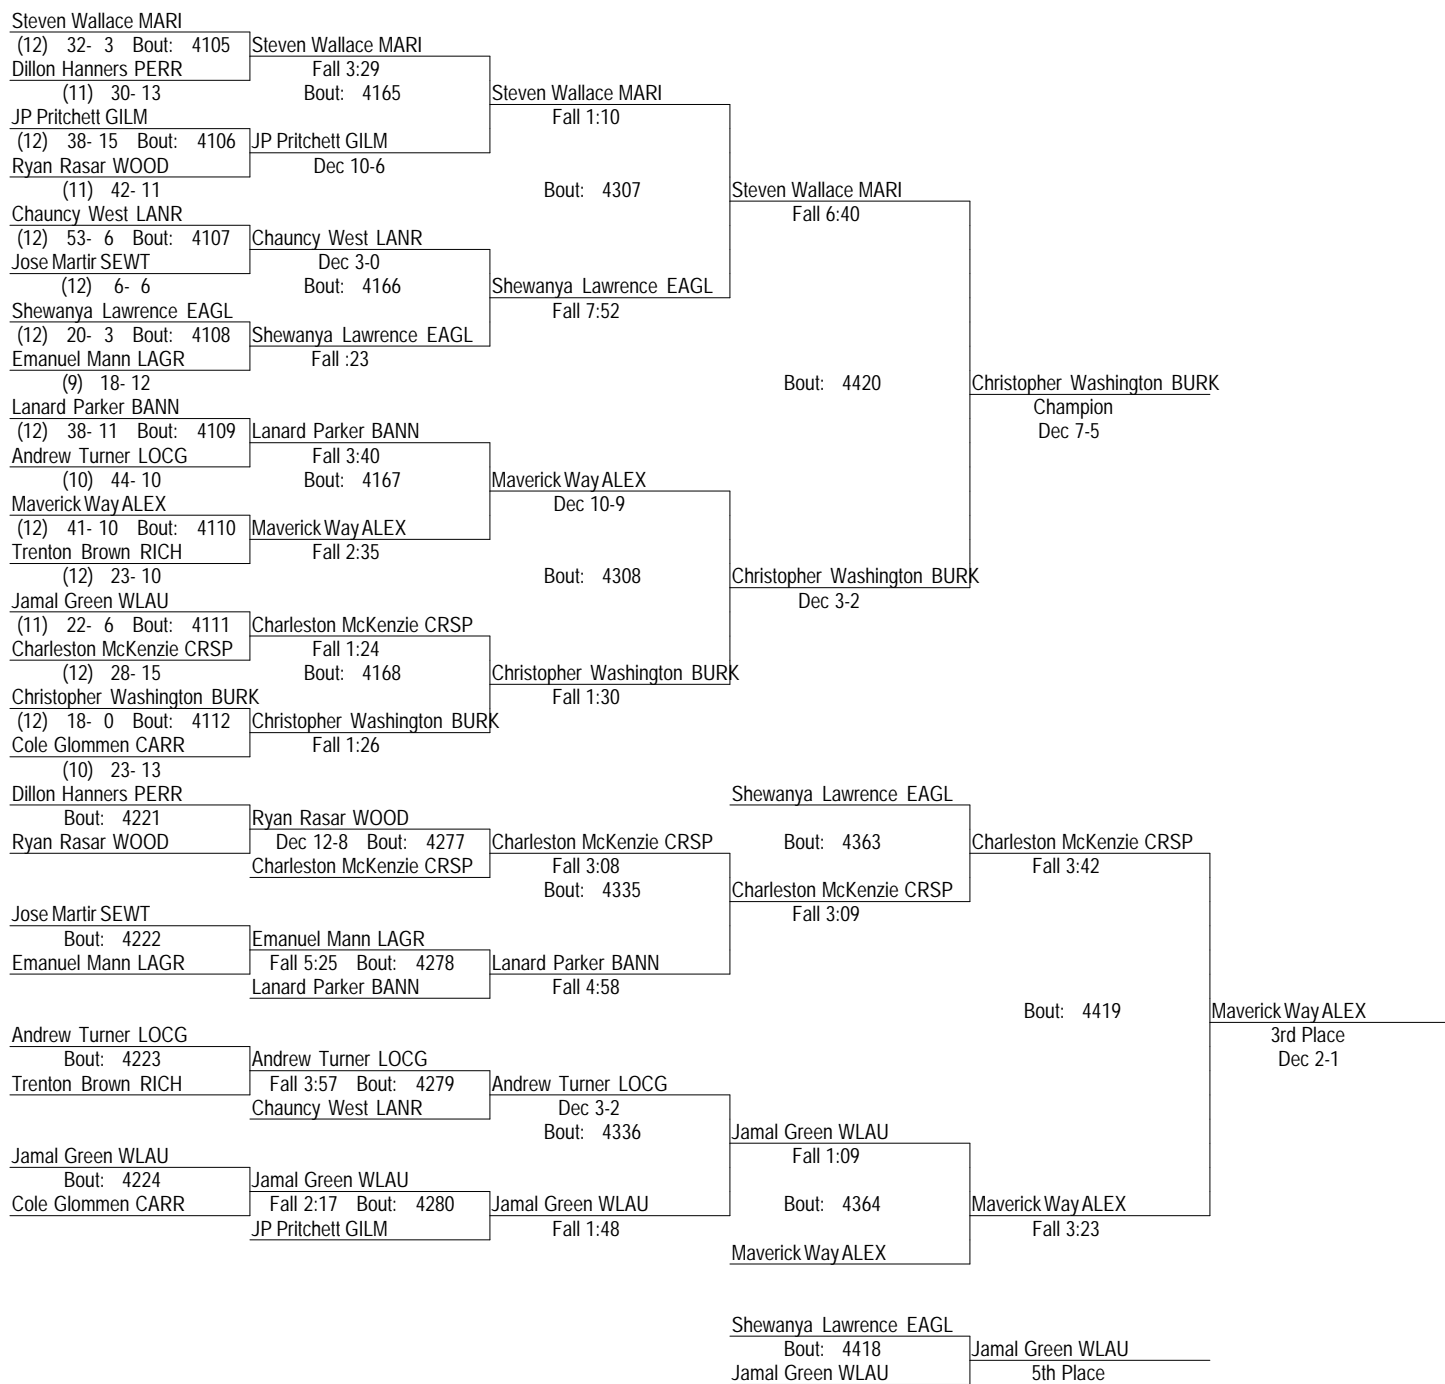 Steven Wallace MARI
(12) 32- 3 Bout: 4105 Steven Wallace MARI
Dillon Hanners PERR Fall 3:29
(11) 30- 13 Bout: 4165 Steven Wallace MARI
JP Pritchett GILM Fall 1:10
(12) 38- 15 Bout: 4106 JP Pritchett GILM
Ryan Rasar WOOD Dec 10-6
(11) 42- 11 Bout: 4307 Steven Wallace MARI
Chauncy West LANR Fall 6:40
(12) 53- 6 Bout: 4107 Chauncy West LANR
Jose Martir SEWT Dec 3-0
(12) 6- 6 Bout: 4166 Shewanya Lawrence EAGL
Shewanya Lawrence EAGL Fall 7:52
(12) 20- 3 Bout: 4108 Shewanya Lawrence EAGL
Emanuel Mann LAGR Fall :23
(9) 18- 12 Bout: 4420 Christopher Washington BURK
Lanard Parker BANN Champion
(12) 38- 11 Bout: 4109 Lanard Parker BANN Dec 7-5
Andrew Turner LOCG Fall 3:40
(10) 44- 10 Bout: 4167 Maverick Way ALEX
Maverick Way ALEX Dec 10-9
(12) 41- 10 Bout: 4110 Maverick Way ALEX
Trenton Brown RICH Fall 2:35
(12) 23- 10 Bout: 4308 Christopher Washington BURK
Jamal Green WLAU Dec 3-2
(11) 22- 6 Bout: 4111 Charleston McKenzie CRSP
Charleston McKenzie CRSP Fall 1:24
(12) 28- 15 Bout: 4168 Christopher Washington BURK
Christopher Washington BURK Fall 1:30
(12) 18- 0 Bout: 4112 Christopher Washington BURK
Cole Glommen CARR Fall 1:26
(10) 23- 13
Dillon Hanners PERR Shewanya Lawrence EAGL
Bout: 4221 Ryan Rasar WOOD
Ryan Rasar WOOD Dec 12-8 Bout: 4277 Charleston McKenzie CRSP Bout: 4363 Charleston McKenzie CRSP
Charleston McKenzie CRSP Fall 3:08 Fall 3:42
Bout: 4335 Charleston McKenzie CRSP
Jose Martir SEWT Fall 3:09
Bout: 4222 Emanuel Mann LAGR
Emanuel Mann LAGR Fall 5:25 Bout: 4278 Lanard Parker BANN
Lanard Parker BANN Fall 4:58
Bout: 4419 Maverick Way ALEX
Andrew Turner LOCG 3rd Place
Bout: 4223 Andrew Turner LOCG Dec 2-1
Trenton Brown RICH Fall 3:57 Bout: 4279 Andrew Turner LOCG
Chauncy West LANR Dec 3-2
Bout: 4336 Jamal Green WLAU
Jamal Green WLAU Fall 1:09
Bout: 4224 Jamal Green WLAU
Cole Glommen CARR Fall 2:17 Bout: 4280 Jamal Green WLAU Bout: 4364 Maverick Way ALEX
JP Pritchett GILM Fall 1:48 Fall 3:23
Maverick Way ALEX
Shewanya Lawrence EAGL
Bout: 4418 Jamal Green WLAU
Jamal Green WLAU 5th Place